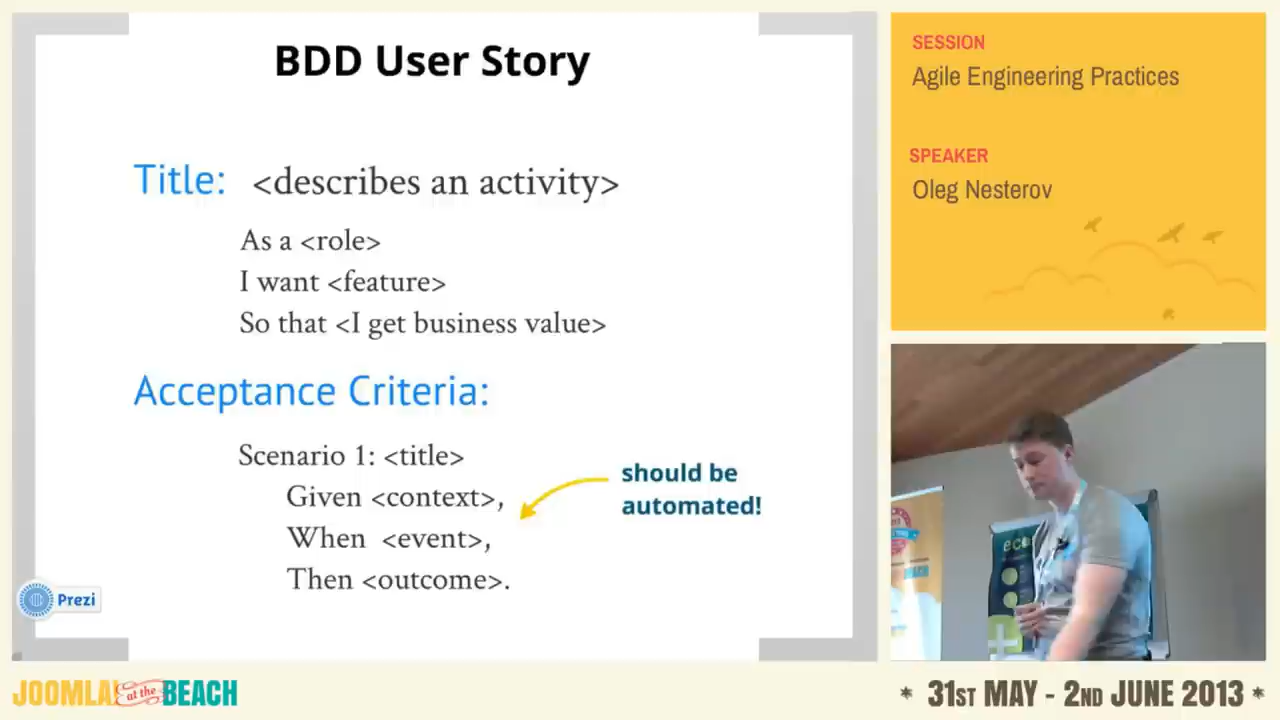 BDD User Story
Title: <describes an activity>
As a <role>
I want <feature>
So that <I get business value>
Acceptance Criteria:
Scenario 1: <title>
Given <context>,
When <event>,
Then <outcome>.
should be
automated!
Prezi
SESSION
Agile Engineering Practices
SPEAKER
Oleg Nesterov
eco
JOOMLA! at the BEACH
* 31ST MAY - 2ND JUNE 2013 *